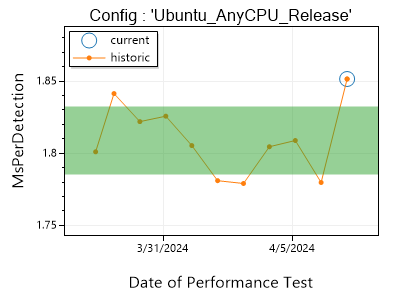 Config : 'Ubuntu_AnyCPU_Release'
current
historic
MsPerDetection
1.85
1.8
1.75
3/31/2024
4/5/2024
Date of Performance Test